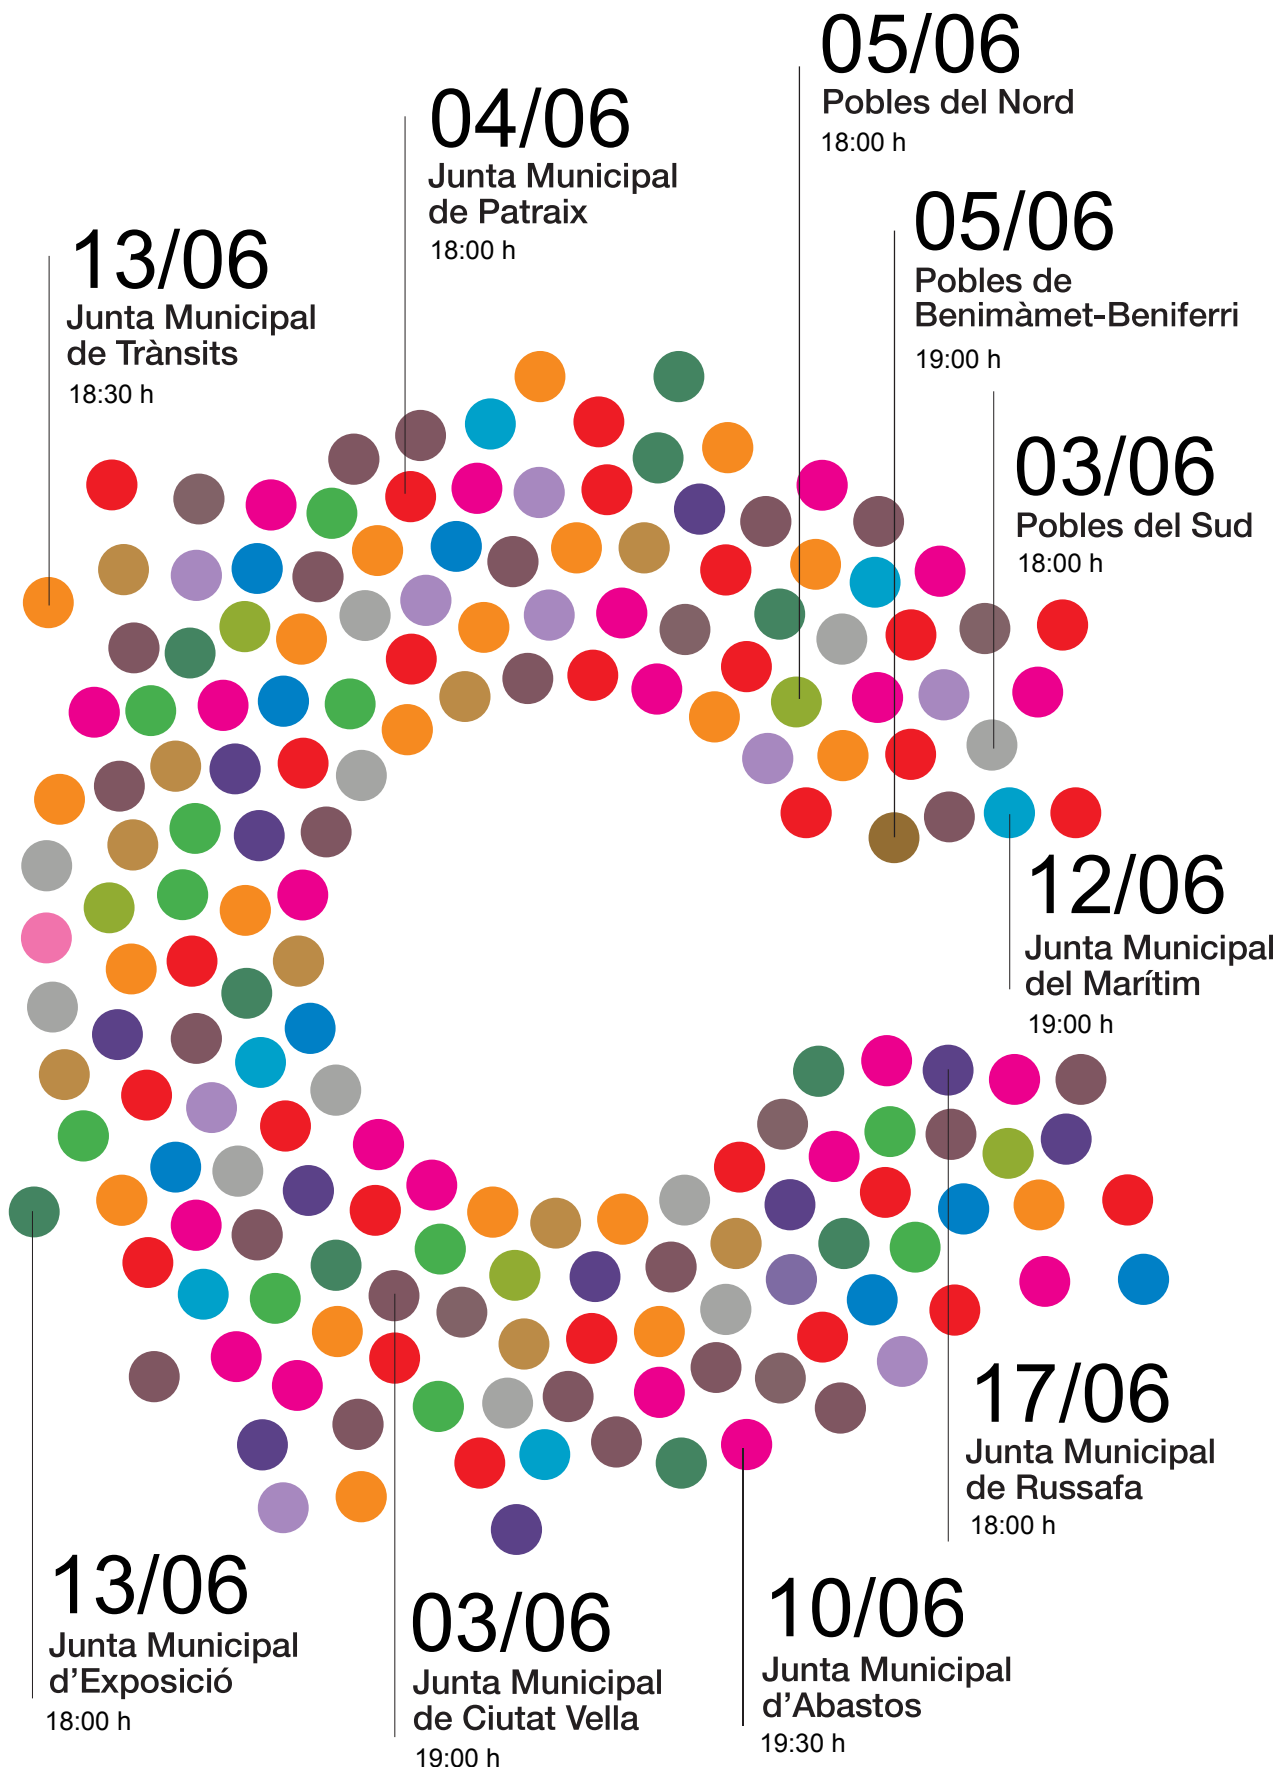 05/06
Pobles del Nord
18:00 h
04/06
Junta Municipal
de Patraix
18:00 h
05/06
Pobles de
Benimàmet-Beniferri
19:00 h
13/06
Junta Municipal
de Trànsits
18:30 h
03/06
Pobles del Sud
18:00 h
12/06
Junta Municipal
del Marítim
19:00 h
17/06
Junta Municipal
de Russafa
18:00 h
13/06
Junta Municipal
d’Exposició
18:00 h
03/06
Junta Municipal
de Ciutat Vella
19:00 h
10/06
Junta Municipal
d’Abastos
19:30 h